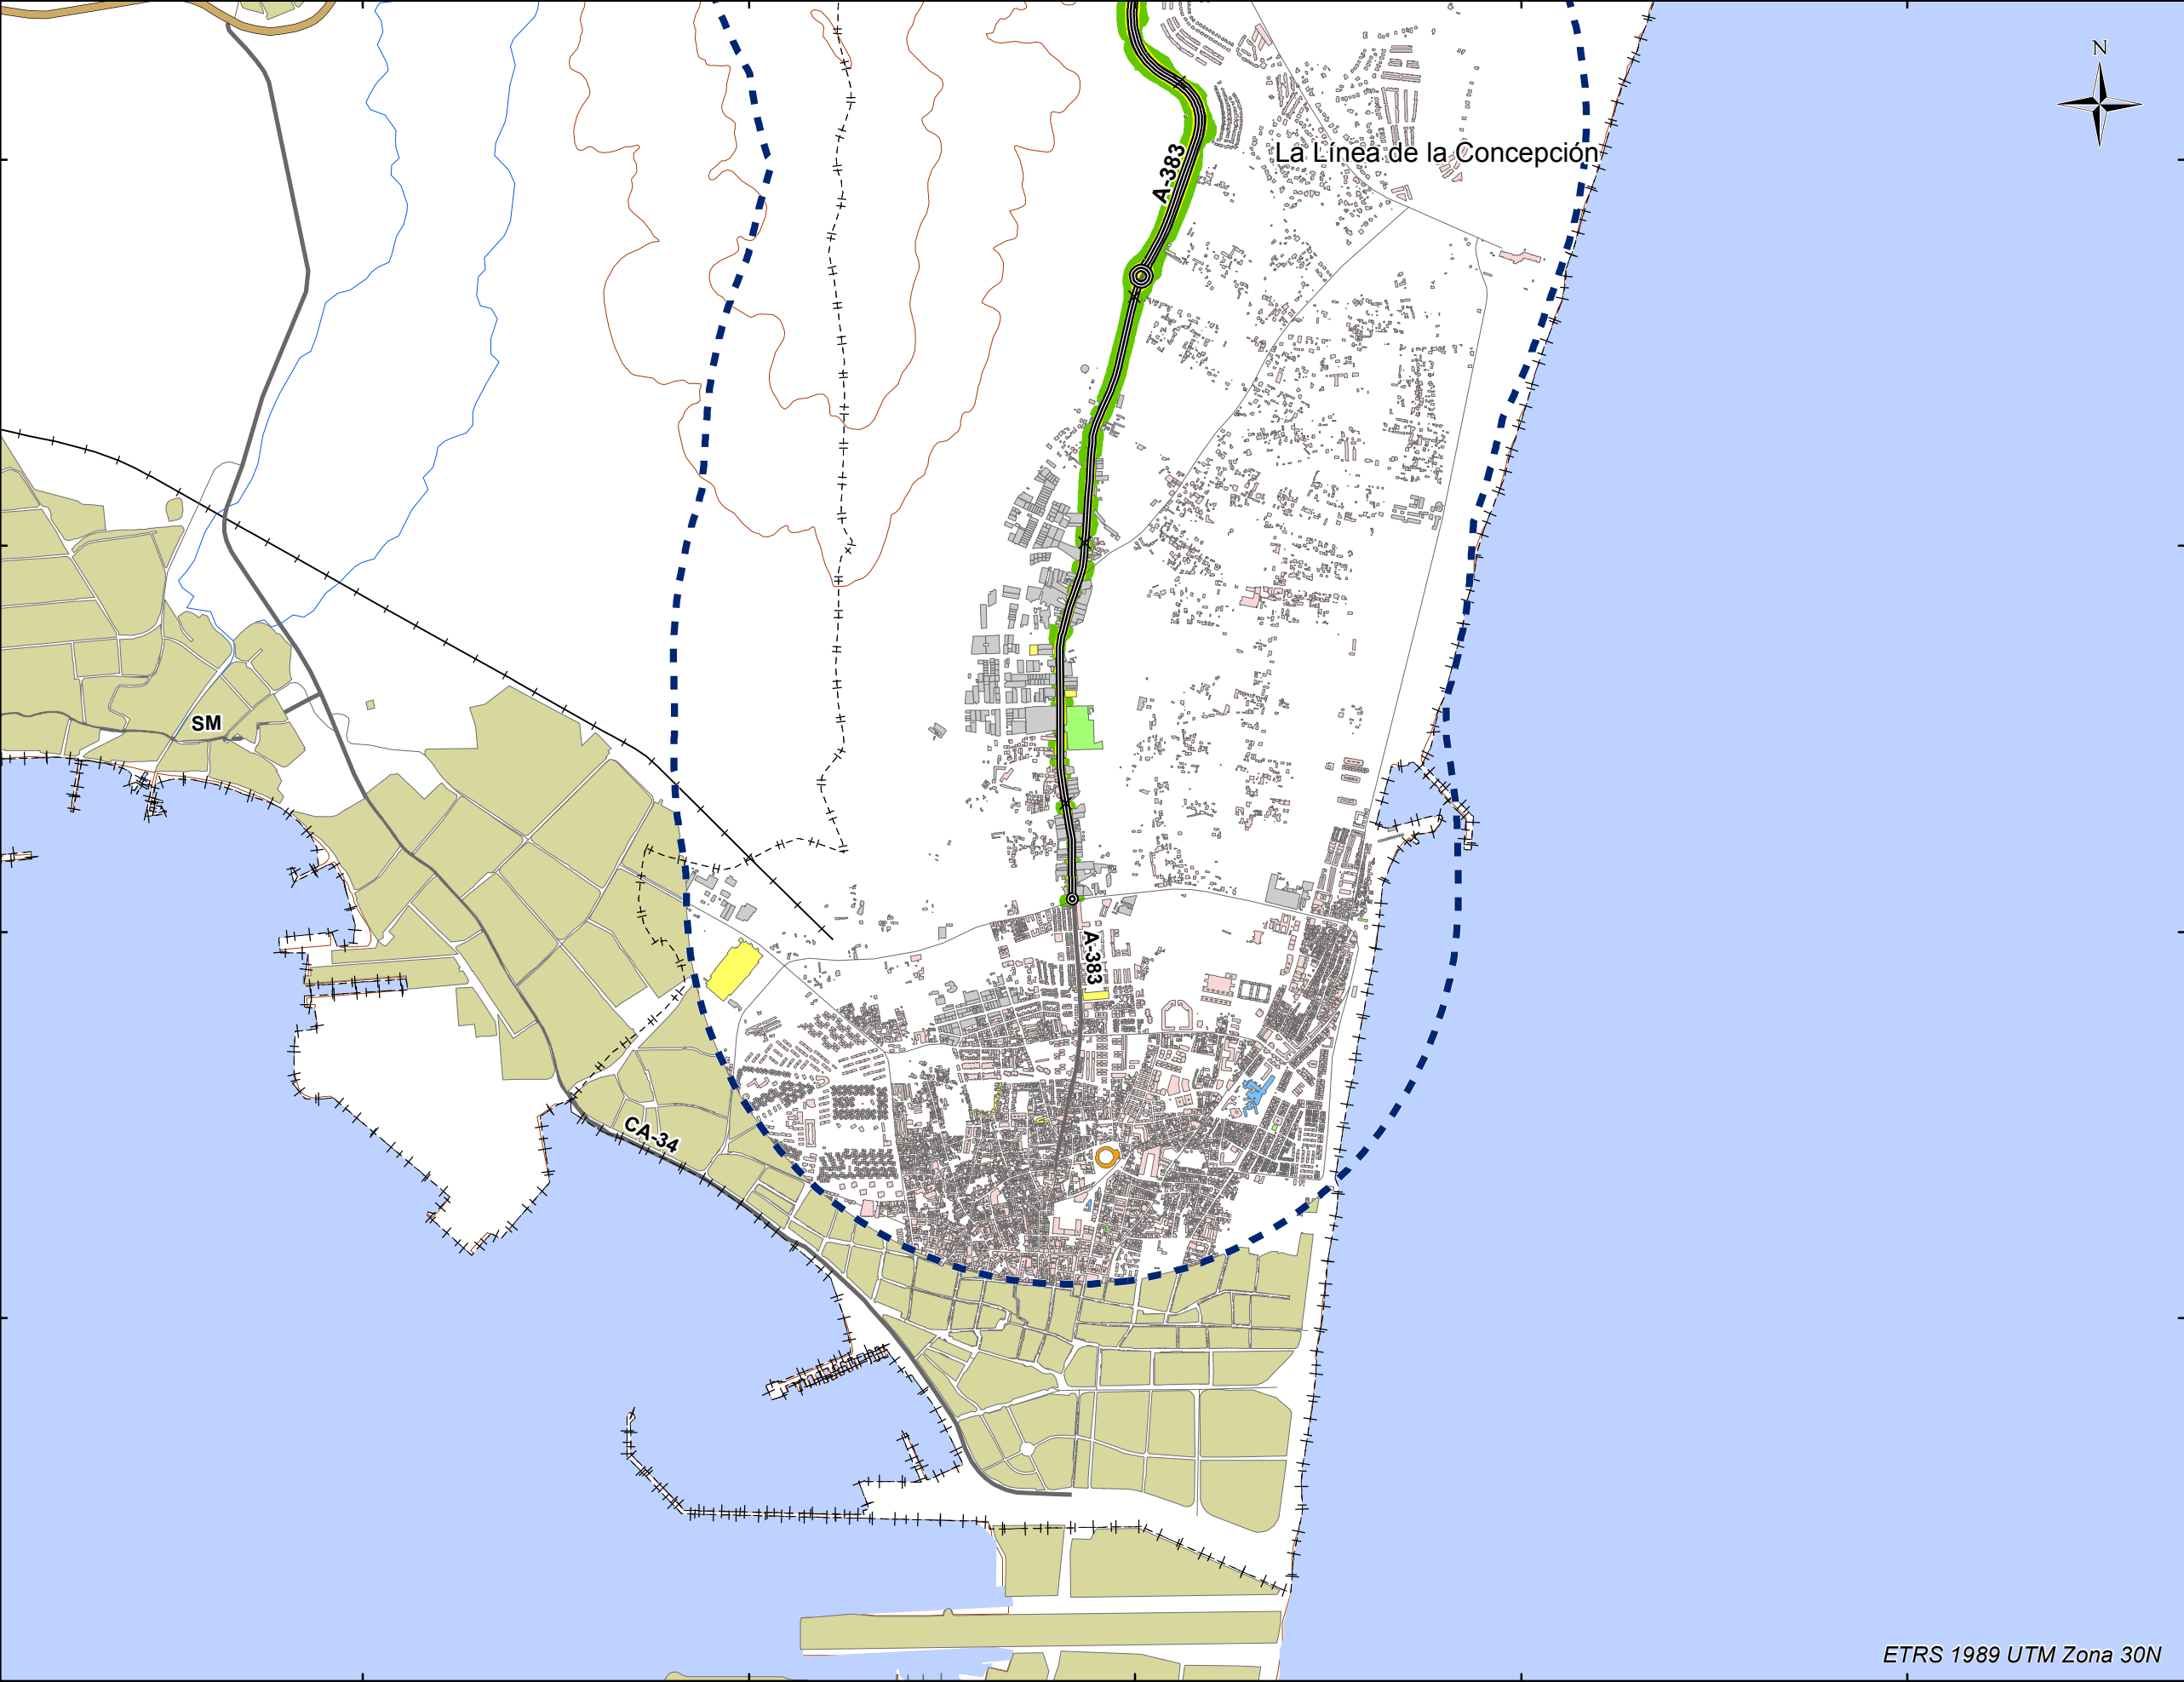 N
La Línea de la Concepción
A-383
SM
A-383
CA-34
ETRS 1989 UTM Zona 30N